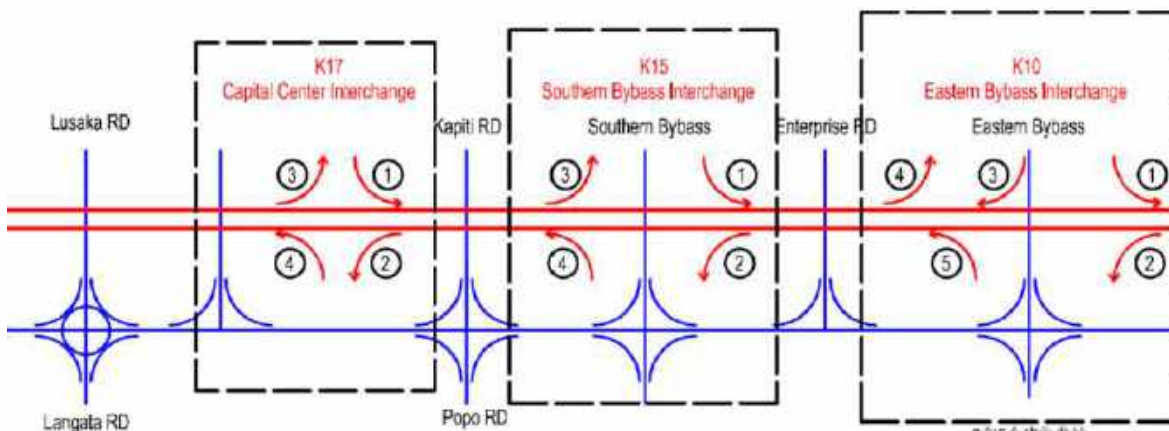 K17
Capital Center Interchange
K15
Southern Bybass Interchange
K10
Eastern Bybass Interchange
Lusaka RD
Kapiti RD
Southern Bybass
Enterprise RD
Eastern Bybass
3
1
3
1
4
3
1
4
2
4
2
5
2
Langata RD
Popo RD